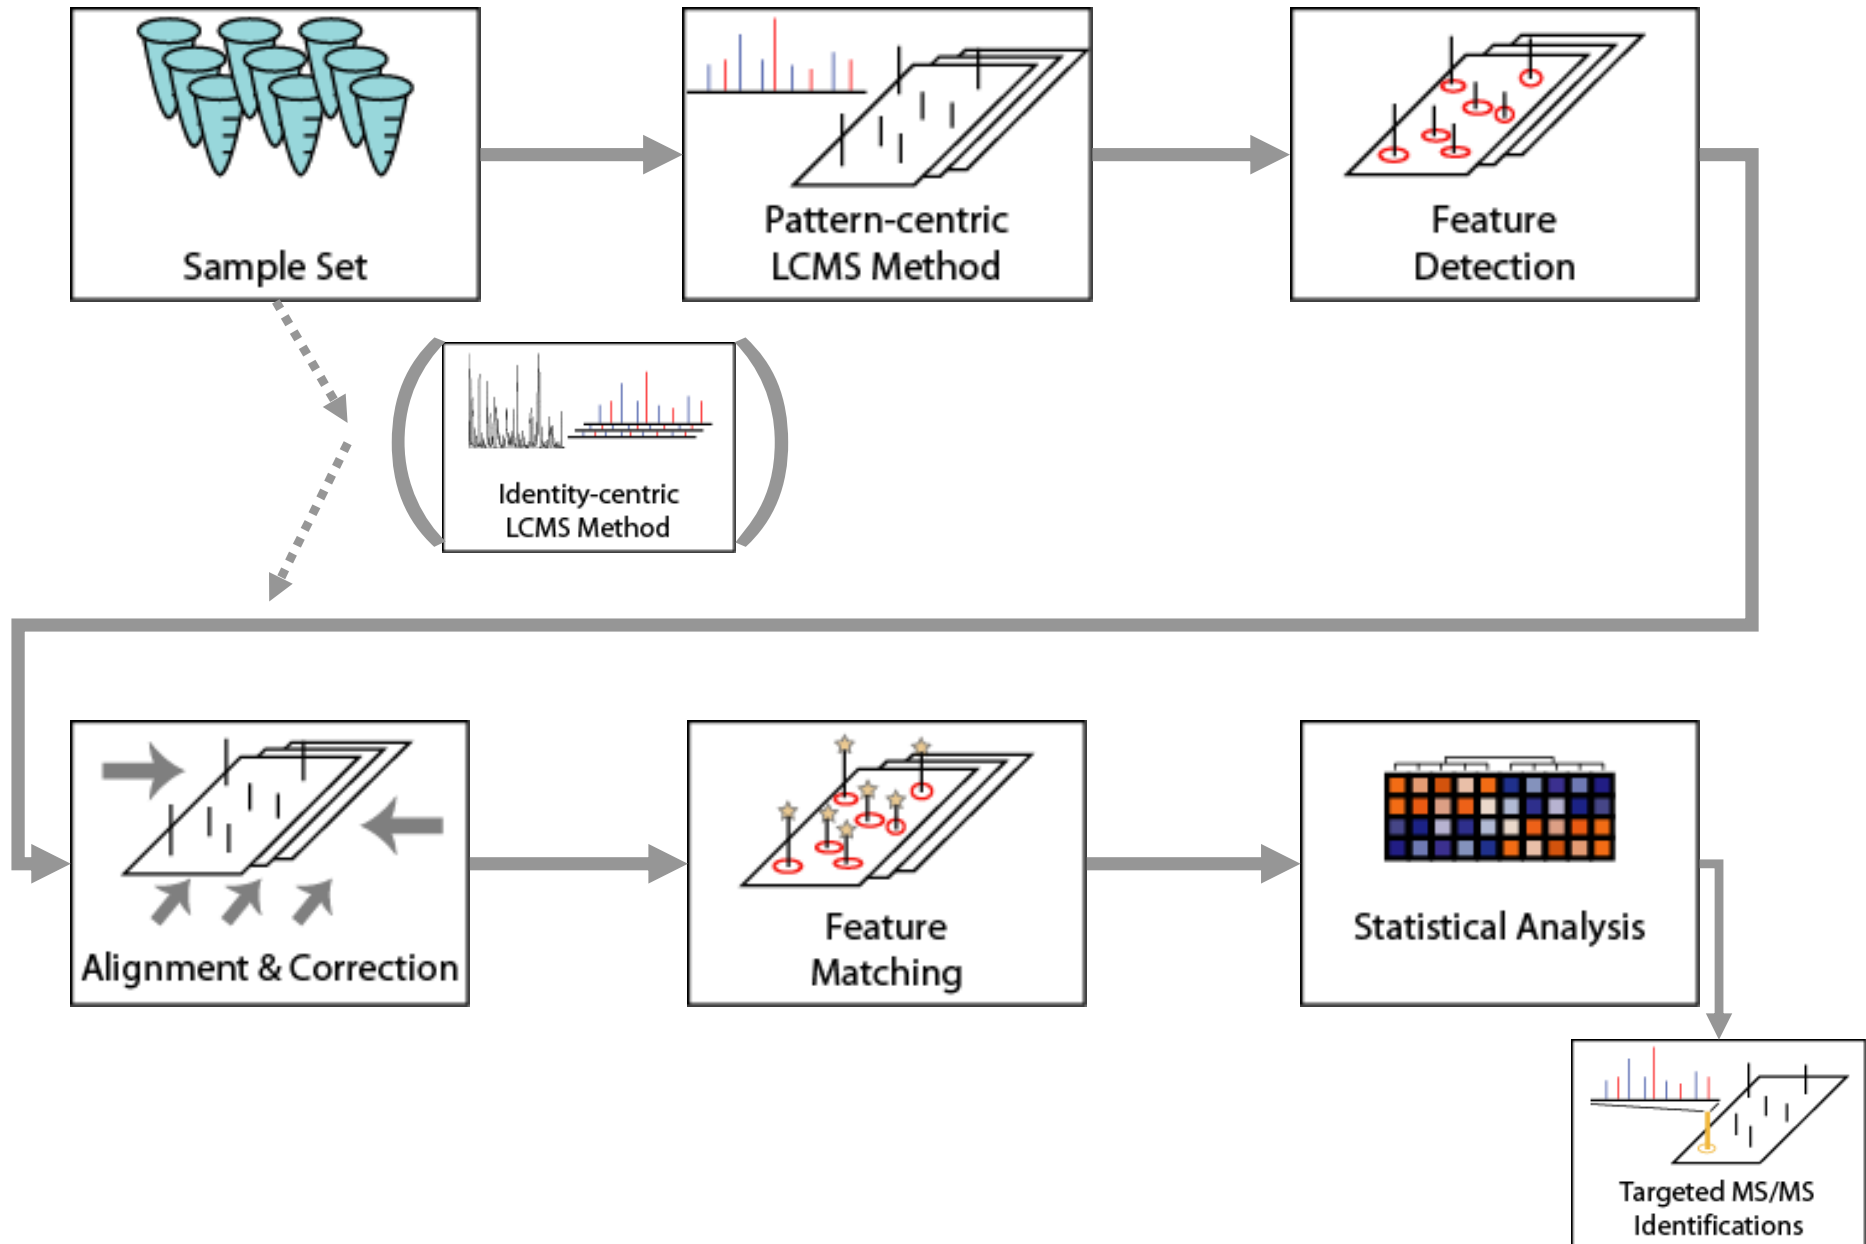 Sample Set
Pattern-centric
LCMS Method
Feature
Detection
Identity-centric
LCMS Method
Alignment & Correction
Feature
Matching
Statistical Analysis
Targeted MS/MS
Identifications